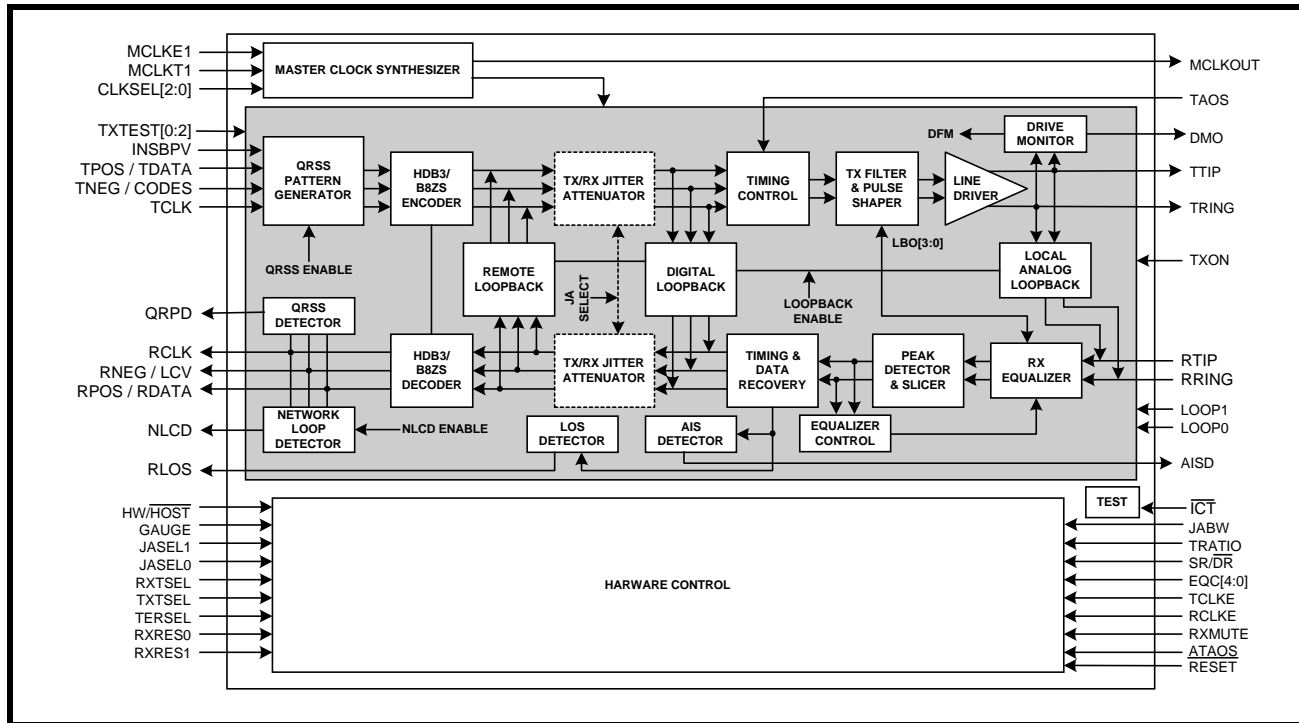 MCLKE1
MCLKT1
CLKSEL[2:0]
MASTER CLOCK SYNTHESIZER
MCLKOUT
TAOS
TXTEST[0:2]
INSBPV
TPOS / TDATA
TNEG / CODES
TCLK
QRSS
PATTERN
GENERATOR
HDB3/
B8ZS
ENCODER
TX/RX JITTER
ATTENUATOR
TIMING
CONTROL
TX FILTER
& PULSE
SHAPER
LINE
DRIVER
DFM
DRIVE
MONITOR
DMO
TTIP
TRING
TXON
LBO[3:0]
QRSS ENABLE
REMOTE
LOOPBACK
JA
SELECT
DIGITAL
LOOPBACK
LOOPBACK
ENABLE
LOCAL
ANALOG
LOOPBACK
QRPD
RCLK
RNEG / LCV
RPOS / RDATA
NLCD
RLOS
QRSS
DETECTOR
HDB3/
B8ZS
DECODER
TX/RX JITTER
ATTENUATOR
TIMING &
DATA
RECOVERY
PEAK
DETECTOR
& SLICER
RX
EQUALIZER
RTIP
RRING
LOOP1
LOOP0
AISD
NETWORK
LOOP
DETECTOR
NLCD ENABLE
LOS
DETECTOR
AIS
DETECTOR
EQUALIZER
CONTROL
HW/HOST
GAUGE
JASEL1
JASEL0
RXTSEL
TXTSEL
TERSEL
RXRES0
RXRES1
HARWARE CONTROL
TEST
ICT
JABW
TRATIO
SR/DR
EQC[4:0]
TCLKE
RCLKE
RXMUTE
ATAOS
RESET